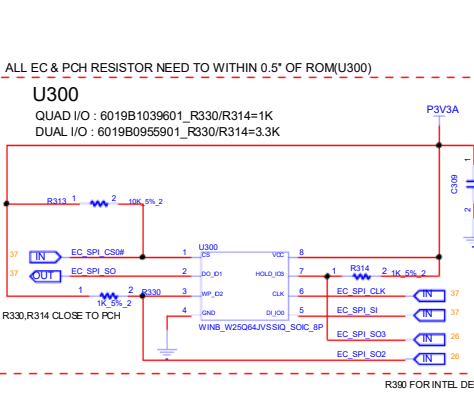 ALL EC & PCH RESISTOR NEED TO WITHIN 0.5" OF ROM(U300)
U300
QUAD I/O : 6019B1039601_R330/R314=1K
DUAL I/O : 6019B0955901_R330/R314=3.3K
P3V3A
C309
1
2
R313 1 2 10K_5%_2
U300
37 IN EC_SPI_CS0# 1 CS VCC 8
37 OUT EC_SPI_SO 2 DO_IO1 HOLD_IO3 7 1 R314 2 1K_5%_2
1 2 R330 3 WP_IO2 CLK 6 EC_SPI_CLK IN 37
1K_5%_2
R330,R314 CLOSE TO PCH
4 GND DI_IO0 5 EC_SPI_SI IN 37
WINB_W25Q64JVSSIQ_SOIC_8P
EC_SPI_SO3 IN 26
EC_SPI_SO2 IN 26
R390 FOR INTEL DE